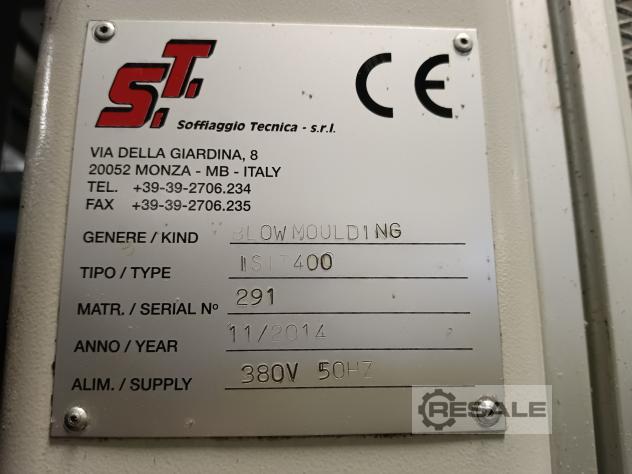 S.T.
CE
Soffiaggio Tecnica - s.r.l.
VIA DELLA GIARDINA, 8
20052 MONZA - MB - ITALY
TEL. +39-39-2706.234
FAX +39-39-2706.235
GENERE / KIND BLOWMOULDING
TIPO / TYPE 400
MATR. / SERIAL Nº 291
ANNO / YEAR 11/2014
ALIM. / SUPPLY 380V 50HZ
RESALE